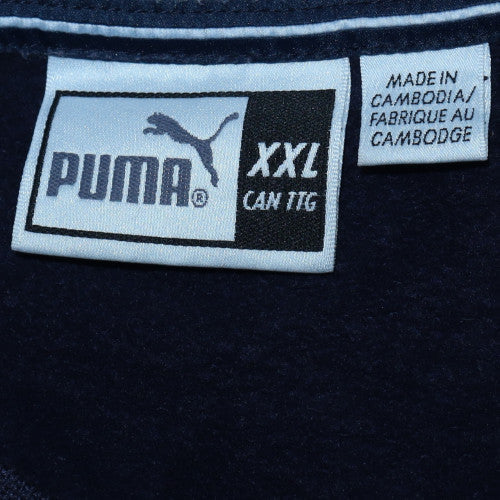 PUMA®
XXL
CAN TTG
MADE IN
CAMBODIA/
FABRIQUE AU
CAMBODGE